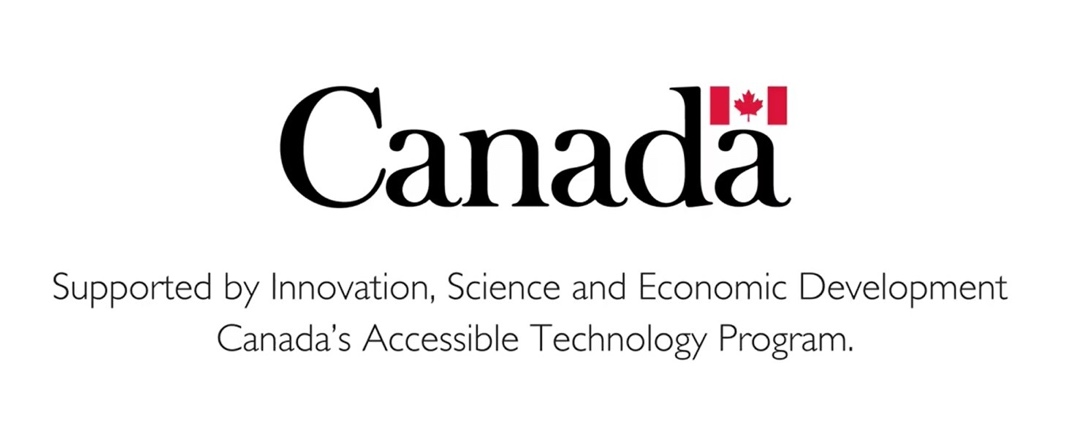 Canada
Supported by Innovation, Science and Economic Development
Canada’s Accessible Technology Program.